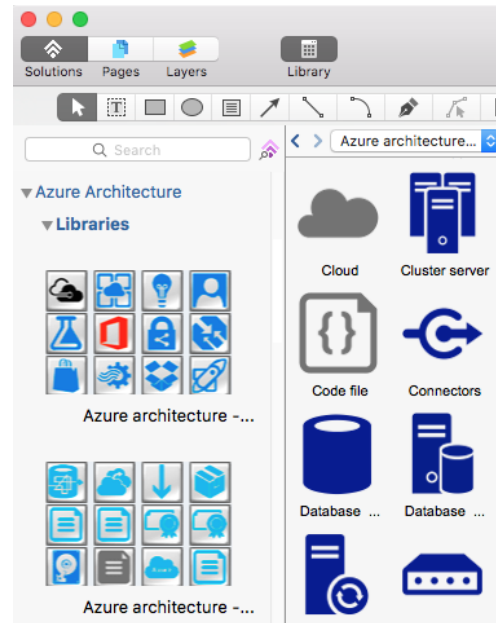 Solutions Pages Layers Library
Search
Azure architecture...
Azure Architecture
Libraries
Cloud Cluster server
Code file Connectors
Azure architecture -...
Database ... Database ...
Azure architecture -...